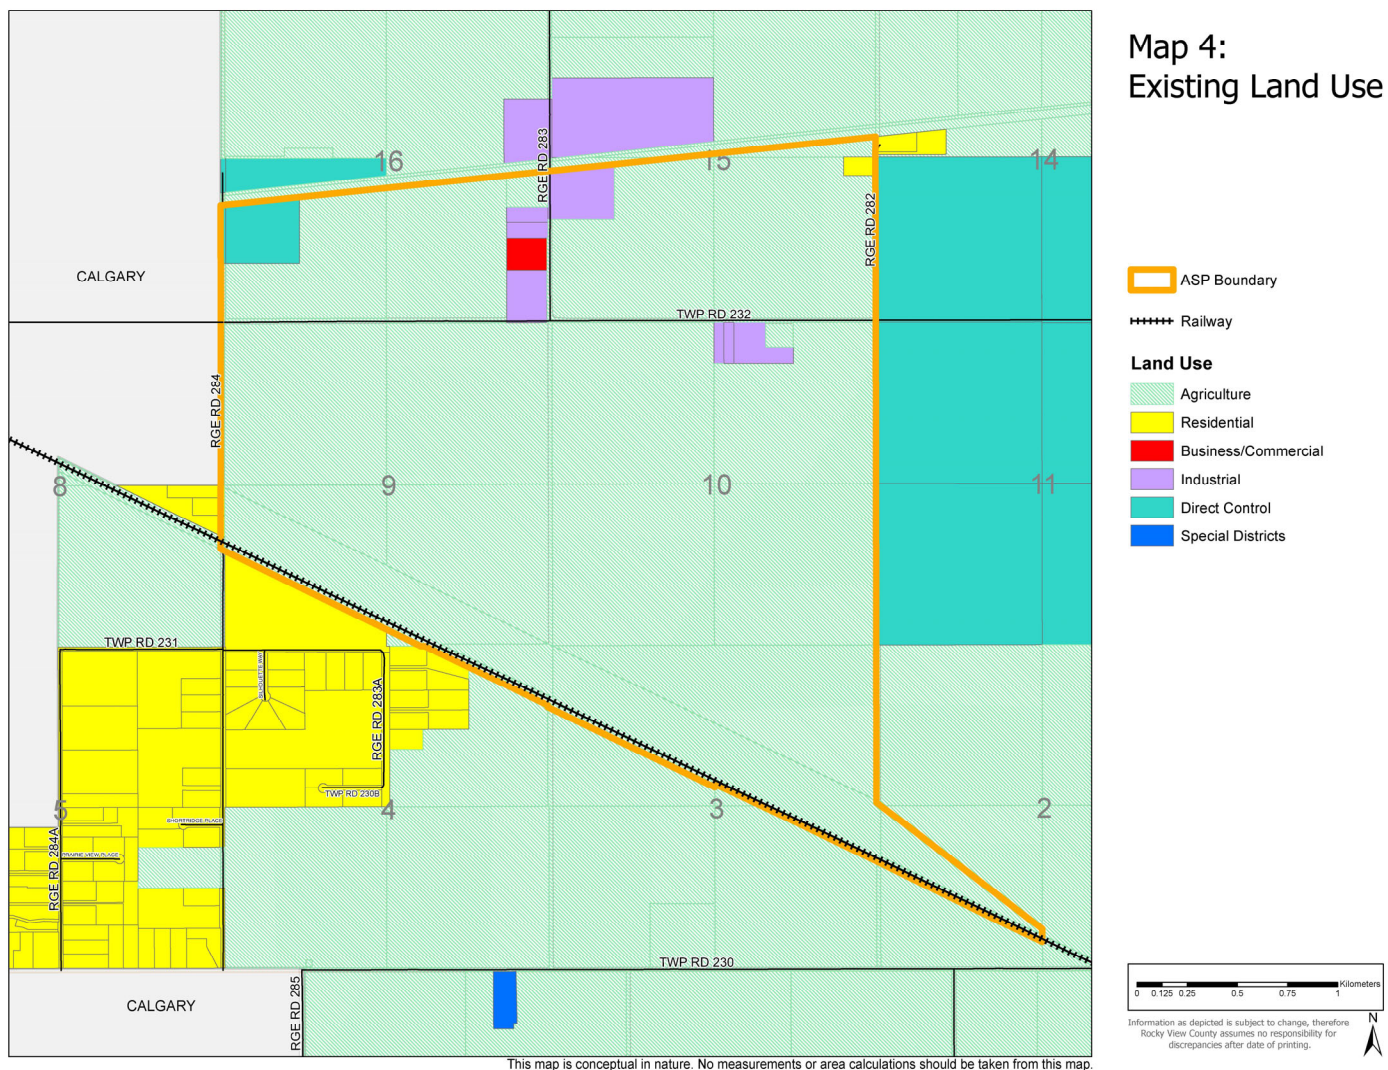 Map 4:
Existing Land Use
16
15
14
RGE RD 283
RGE RD 282
CALGARY
TWP RD 232
RGE RD 284
8
9
10
11
TWP RD 231
SILHOUETTE WAY
RGE RD 283A
TWP RD 230B
5
4
3
2
SHORTRIDGE PLACE
PRAIRIE VIEW PLACE
RGE RD 284A
TWP RD 230
CALGARY
RGE RD 285
ASP Boundary
Railway
Land Use
Agriculture
Residential
Business/Commercial
Industrial
Direct Control
Special Districts
Kilometers
0 0.125 0.25 0.5 0.75 1
Information as depicted is subject to change, therefore
Rocky View County assumes no responsibility for
discrepancies after date of printing.
N
This map is conceptual in nature. No measurements or area calculations should be taken from this map.